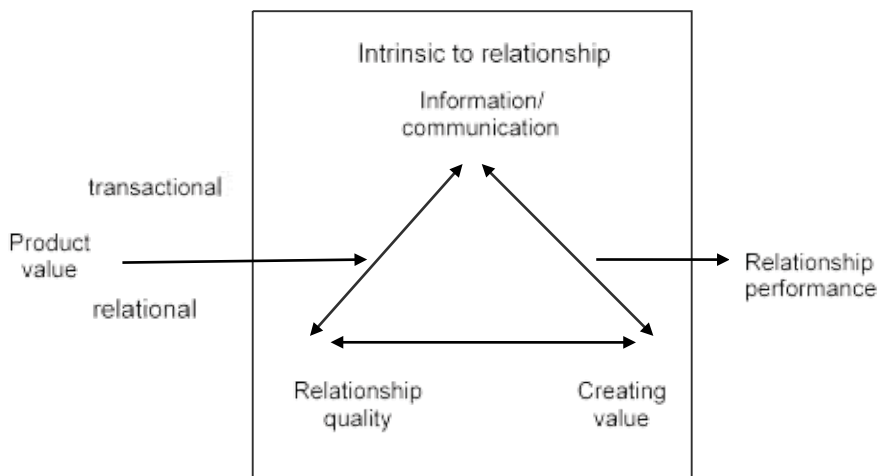 Intrinsic to relationship
Information/
communication
transactional
Product
value
relational
Relationship
performance
Relationship
quality
Creating
value